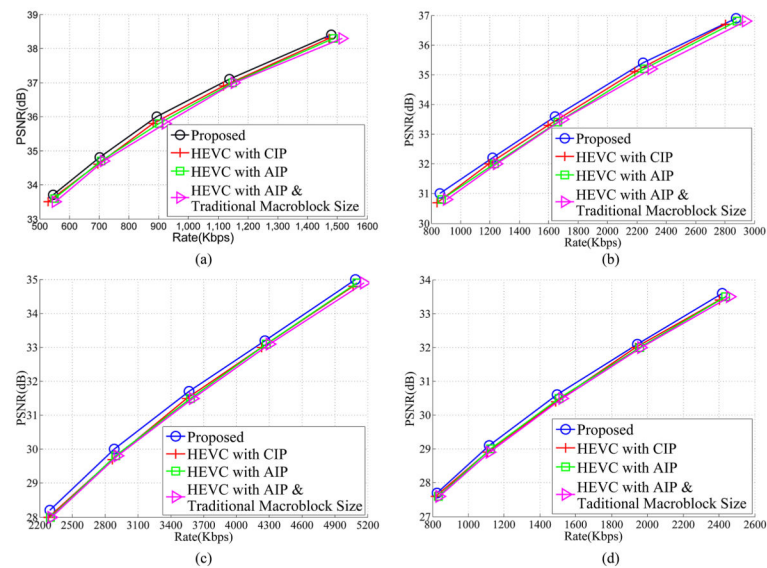 39
38
37
36
35
34
33
PSNR(dB)
Proposed
HEVC with CIP
HEVC with AIP
HEVC with AIP &
Traditional Macroblock Size
500 600 700 800 900 1,000 1,100 1,200 1,300 1,400 1,500 1,600
Rate(Kbps)
(a)
37
36
35
34
33
32
31
30
PSNR(dB)
Proposed
HEVC with CIP
HEVC with AIP
HEVC with AIP &
Taditional Macroblock Size
800 1000 1200 1400 1600 1800 2000 2200 2400 2600 2800 3000
Rate(Kbps)
(b)
35
34
33
32
31
30
29
28
PSNR(dB)
Proposed
HEVC with CIP
HEVC with AIP
HEVC with AIP &
Traditional Macroblock Size
2200 2500 2800 3100 3400 3700 4000 4300 4600 4900 5200
Rate(Kbps)
(c)
34
33
32
31
30
29
28
27
PSNR(dB)
Proposed
HEVC with CIP
HEVC with AIP
HEVC with AIP &
Taditional Macroblock Size
800 1000 1200 1400 1600 1800 2000 2200 2400 2600
Rate(Kbps)
(d)